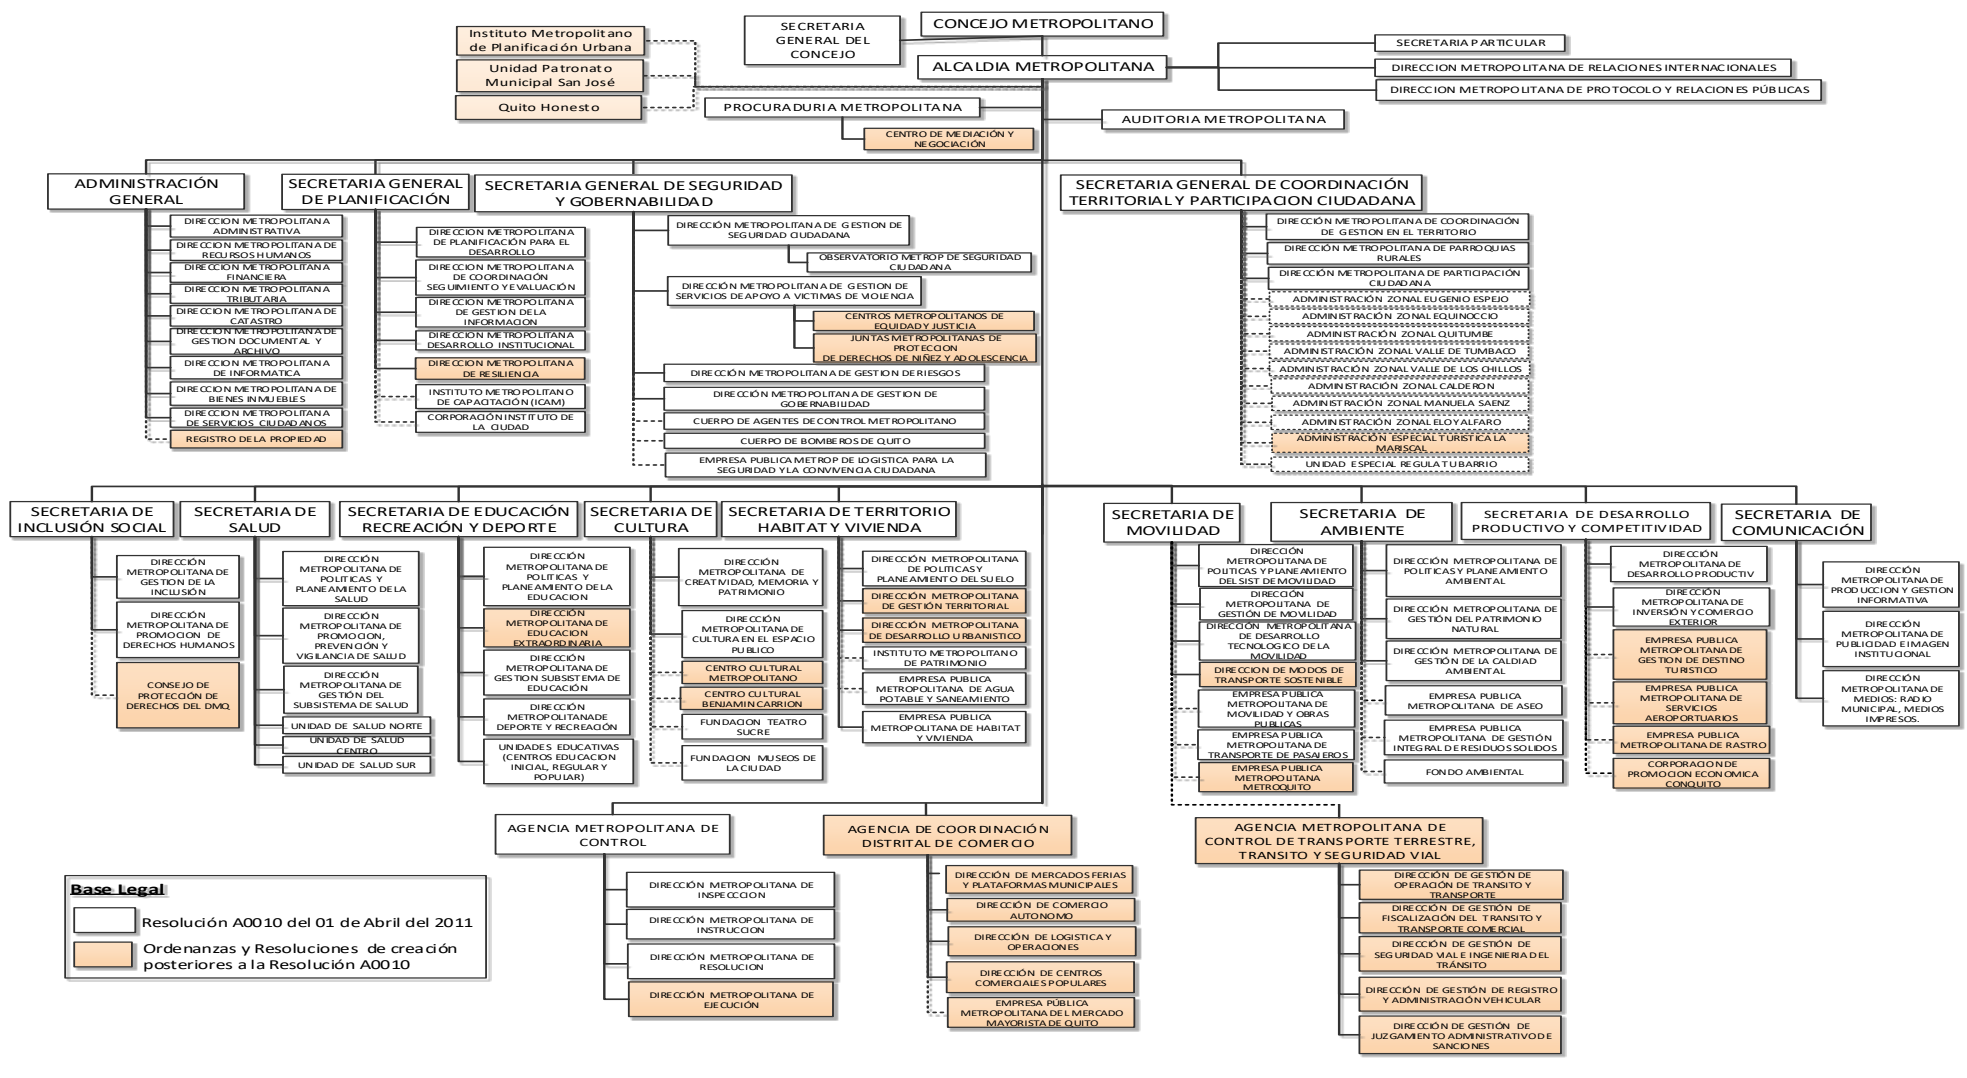 CONCEJO METROPOLITANO
SECRETARIA
GENERAL DEL
CONCEJO
Instituto Metropolitano
de Planificación Urbana
Unidad Patronato
Municipal San José
Quito Honesto
ALCALDIA METROPOLITANA
SECRETARIA PARTICULAR
DIRECCION METROPOLITANA DE RELACIONES INTERNACIONALES
DIRECCION METROPOLITANA DE PROTOCOLO Y RELACIONES PÚBLICAS
PROCURADURIA METROPOLITANA
CENTRO DE MEDIACIÓN Y
NEGOCIACIÓN
AUDITORIA METROPOLITANA
ADMINISTRACIÓN
GENERAL
DIRECCION METROPOLITANA
ADMINISTRATIVA
DIRECCION METROPOLITANA DE
RECURSOS HUMANOS
DIRECCION METROPOLITANA
FINANCIERA
DIRECCION METROPOLITANA
TRIBUTARIA
DIRECCION METROPOLITANA DE
CATASTRO
DIRECCION METROPOLITANA DE
GESTION DOCUMENTAL Y
ARCHIVO
DIRECCION METROPOLITANA
DE INFORMATICA
DIRECCION METROPOLITANA DE
BIENES INMUEBLES
DIRECCION METROPOLITANA
DE SERVICIOS CIUDADANOS
REGISTRO DE LA PROPIEDAD
SECRETARIA GENERAL
DE PLANIFICACIÓN
DIRECCION METROPOLITANA
DE PLANIFICACIÓN PARA EL
DESARROLLO
DIRECCION METROPOLITANA
DE COORDINACIÓN
SEGUIMIENTO Y EVALUACIÓN
DIRECCION METROPOLITANA
DE GESTION DE LA
INFORMACION
DIRECCION METROPOLITANA
DESARROLLO INSTITUCIONAL
DIRECCION METROPOLITANA
DE RESILIENCIA
INSTITUTO METROPOLITANO
DE CAPACITACIÓN (ICAM)
CORPORACIÓN INSTITUTO DE
LA CIUDAD
SECRETARIA GENERAL DE SEGURIDAD
Y GOBERNABILIDAD
DIRECCIÓN METROPOLITANA DE GESTION DE
SEGURIDAD CIUDADANA
OBSERVATORIO METROP DE SEGURIDAD
CIUDADANA
DIRECCIÓN METROPOLITANA DE GESTION DE
SERVICIOS DE APOYO A VICTIMAS DE VIOLENCIA
CENTROS METROPOLITANOS DE
EQUIDAD Y JUSTICIA
JUNTAS METROPOLITANAS DE
PROTECCION
DE DERECHOS DE NIÑEZ Y ADOLESCENCIA
DIRECCIÓN METROPOLITANA DE GESTION DE RIESGOS
DIRECCIÓN METROPOLITANA DE GESTION DE
GOBERNABILIDAD
CUERPO DE AGENTES DE CONTROL METROPOLITANO
CUERPO DE BOMBEROS DE QUITO
EMPRESA PUBLICA METROP DE LOGISTICA PARA LA
SEGURIDAD Y LA CONVIVENCIA CIUDADANA
SECRETARIA GENERAL DE COORDINACIÓN
TERRITORIAL Y PARTICIPACION CIUDADANA
DIRECCIÓN METROPOLITANA DE COORDINACIÓN
DE GESTION EN EL TERRITORIO
DIRECCIÓN METROPOLITANA DE PARROQUIAS
RURALES
DIRECCIÓN METROPOLITANA DE PARTICIPACIÓN
CIUDADANA
ADMINISTRACIÓN ZONAL EUGENIO ESPEJO
ADMINISTRACIÓN ZONAL EQUINOCCIO
ADMINISTRACIÓN ZONAL QUITUMBE
ADMINISTRACIÓN ZONAL VALLE DE TUMBACO
ADMINISTRACIÓN ZONAL VALLE DE LOS CHILLOS
ADMINISTRACIÓN ZONAL CALDERON
ADMINISTRACIÓN ZONAL MANUELA SAENZ
ADMINISTRACIÓN ZONAL ELOY ALFARO
ADMINISTRACIÓN ESPECIAL TURISTICA LA
MARISCAL
UNIDAD ESPECIAL REGULA TU BARRIO
SECRETARIA DE
INCLUSIÓN SOCIAL
DIRECCIÓN
METROPOLITANA DE
GESTION DE LA
INCLUSIÓN
DIRECCIÓN
METROPOLITANA DE
PROMOCION DE
DERECHOS HUMANOS
CONSEJO DE
PROTECCIÓN DE
DERECHOS DEL DMQ
SECRETARIA DE
SALUD
DIRECCIÓN
METROPOLITANA DE
POLITICAS Y
PLANEAMIENTO DE LA
SALUD
DIRECCIÓN
METROPOLITANA DE
PROMOCION,
PREVENCIÓN Y
VIGILANCIA DE SALUD
DIRECCIÓN
METROPOLITANA DE
GESTIÓN DEL
SUBSISTEMA DE SALUD
UNIDAD DE SALUD NORTE
UNIDAD DE SALUD
CENTRO
UNIDAD DE SALUD SUR
SECRETARIA DE EDUCACIÓN
RECREACIÓN Y DEPORTE
DIRECCIÓN
METROPOLITANA DE
POLITICAS Y
PLANEAMIENTO DE LA
EDUCACION
DIRECCIÓN
METROPOLITANA DE
EDUCACION
EXTRAORDINARIA
DIRECCIÓN
METROPOLITANA DE
GESTION SUBSISTEMA DE
EDUCACIÓN
DIRECCIÓN
METROPOLITANA DE
DEPORTE Y RECREACIÓN
UNIDADES EDUCATIVAS
(CENTROS EDUCACION
INICIAL, REGULAR Y
POPULAR)
SECRETARIA DE
CULTURA
DIRECCIÓN
METROPOLITANA DE
CREATIVIDAD, MEMORIA Y
PATRIMONIO
DIRECCIÓN
METROPOLITANA DE
CULTURA EN EL ESPACIO
PUBLICO
CENTRO CULTURAL
METROPOLITANO
CENTRO CULTURAL
BENJAMIN CARRION
FUNDACION TEATRO
SUCRE
FUNDACION MUSEOS DE
LA CIUDAD
SECRETARIA DE TERRITORIO
HABITAT Y VIVIENDA
DIRECCIÓN METROPOLITANA
DE POLITICAS Y
PLANEAMIENTO DEL SUELO
DIRECCIÓN METROPOLITANA
DE GESTIÓN TERRITORIAL
DIRECCIÓN METROPOLITANA
DE DESARROLLO URBANISTICO
INSTITUTO METROPOLITANO
DE PATRIMONIO
EMPRESA PUBLICA
METROPOLITANA DE AGUA
POTABLE Y SANEAMIENTO
EMPRESA PUBLICA
METROPOLITANA DE HABITAT
Y VIVIENDA
SECRETARIA DE
MOVILIDAD
DIRECCIÓN
METROPOLITANA DE
POLITICAS Y PLANEAMIENTO
DEL SIST DE MOVILIDAD
DIRECCIÓN
METROPOLITANA DE
GESTIÓN DE MOVILIDAD
DIRECCIÓN METROPOLITANA
DE DESARROLLO
TECNOLOGICO DE LA
MOVILIDAD
DIRECCION DE MODOS DE
TRANSPORTE SOSTENIBLE
EMPRESA PUBLICA
METROPOLITANA DE
MOVILIDAD Y OBRAS
PUBLICAS
EMPRESA PUBLICA
METROPOLITANA DE
TRANSPORTE DE PASAJEROS
EMPRESA PUBLICA
METROPOLITANA
METROQUITO
SECRETARIA DE
AMBIENTE
DIRECCIÓN METROPOLITANA DE
POLITICAS Y PLANEAMIENTO
AMBIENTAL
DIRECCIÓN METROPOLITANA DE
GESTIÓN DEL PATRIMONIO
NATURAL
DIRECCIÓN METROPOLITANA DE
GESTIÓN DE LA CALDIAD
AMBIENTAL
EMPRESA PUBLICA
METROPOLITANA DE ASEO
EMPRESA PUBLICA
METROPOLITANA DE GESTIÓN
INTEGRAL DE RESIDUOS SOLIDOS
FONDO AMBIENTAL
SECRETARIA DE DESARROLLO
PRODUCTIVO Y COMPETITIVIDAD
DIRECCIÓN
METROPOLITANA DE
DESARROLLO PRODUCTIV
DIRECCIÓN
METROPOLITANA DE
INVERSIÓN Y COMERCIO
EXTERIOR
EMPRESA PUBLICA
METROPOLITANA DE
GESTION DE DESTINO
TURISTICO
EMPRESA PUBLICA
METROPOLITANA DE
SERVICIOS
AEROPORTUARIOS
EMPRESA PUBLICA
METROPOLITANA DE RASTRO
CORPORACION DE
PROMOCION ECONOMICA
CONQUITO
SECRETARIA DE
COMUNICACIÓN
DIRECCIÓN
METROPOLITANA DE
PRODUCCION Y GESTION
INFORMATIVA
DIRECCIÓN
METROPOLITANA DE
PUBLICIDAD E IMAGEN
INSTITUCIONAL
DIRECCIÓN
METROPOLITANA DE
MEDIOS: RADIO
MUNICIPAL, MEDIOS
IMPRESOS.
AGENCIA METROPOLITANA DE
CONTROL
DIRECCIÓN METROPOLITANA DE
INSPECCCION
DIRECCIÓN METROPOLITANA DE
INSTRUCCION
DIRECCIÓN METROPOLITANA DE
RESOLUCION
DIRECCIÓN METROPOLITANA DE
EJECUCIÓN
AGENCIA DE COORDINACIÓN
DISTRITAL DE COMERCIO
DIRECCIÓN DE MERCADOS FERIAS
Y PLATAFORMAS MUNICIPALES
DIRECCIÓN DE COMERCIO
AUTONOMO
DIRECCIÓN DE LOGISTICA Y
OPERACIONES
DIRECCIÓN DE CENTROS
COMERCIALES POPULARES
EMPRESA PÚBLICA
METROPOLITANA DEL MERCADO
MAYORISTA DE QUITO
AGENCIA METROPOLITANA DE
CONTROL DE TRANSPORTE TERRESTRE,
TRANSITO Y SEGURIDAD VIAL
DIRECCIÓN DE GESTIÓN DE
OPERACIÓN DE TRANSITO Y
TRANSPORTE
DIRECCIÓN DE GESTIÓN DE
FISCALIZACIÓN DEL TRANSITO Y
TRANSPORTE COMERCIAL
DIRECCIÓN DE GESTIÓN DE
SEGURIDAD VIAL E INGENIERIA DEL
TRÁNSITO
DIRECCIÓN DE GESTIÓN DE REGISTRO
Y ADMINISTRACIÓN VEHICULAR
DIRECCIÓN DE GESTIÓN DE
JUZGAMIENTO ADMINISTRATIVO DE
SANCIONES
Base Legal
Resolución A0010 del 01 de Abril del 2011
Ordenanzas y Resoluciones de creación
posteriores a la Resolución A0010